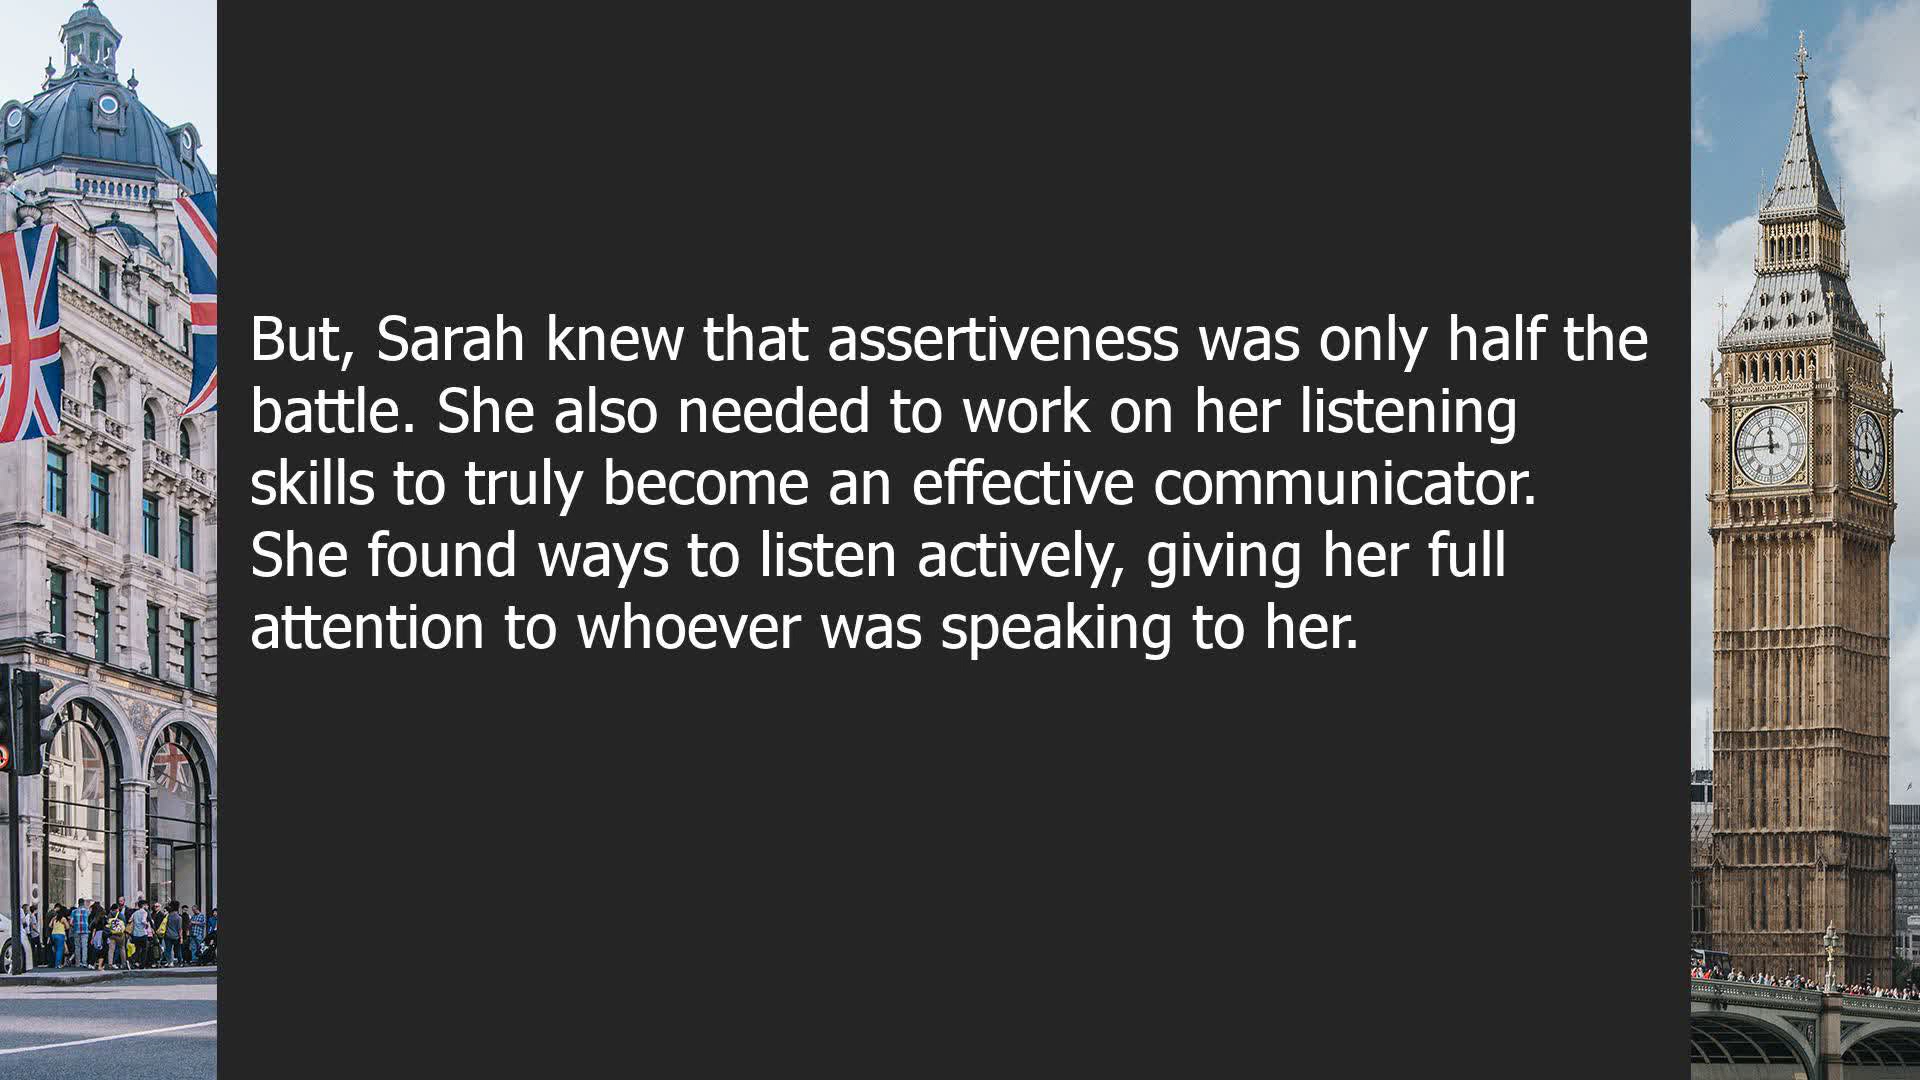 But, Sarah knew that assertiveness was only half the
battle. She also needed to work on her listening
skills to truly become an effective communicator.
She found ways to listen actively, giving her full
attention to whoever was speaking to her.